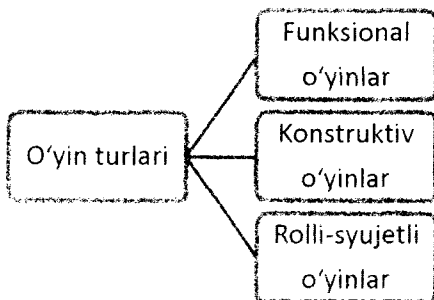 Funksional
o‘yinlar
O‘yin turlari
Konstruktiv
o‘yinlar
Rolli-syujetli
o‘yinlar